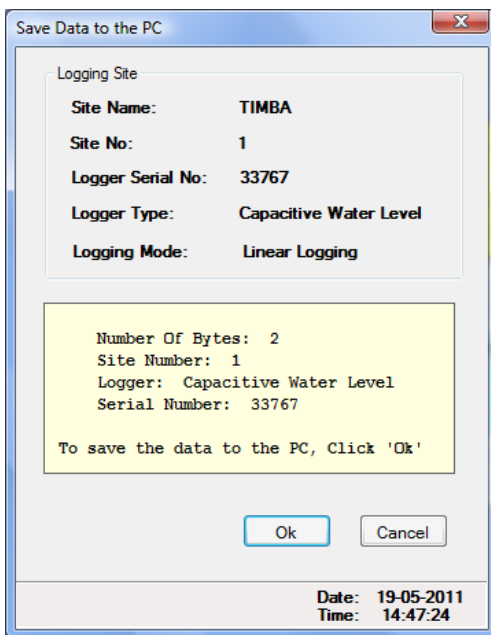 Save Data to the PC
Logging Site
Site Name: TIMBA
Site No: 1
Logger Serial No: 33767
Logger Type: Capacitive Water Level
Logging Mode: Linear Logging
Number Of Bytes: 2
Site Number: 1
Logger: Capacitive Water Level
Serial Number: 33767
To save the data to the PC, Click 'Ok'
Ok Cancel
Date: 19-05-2011
Time: 14:47:24